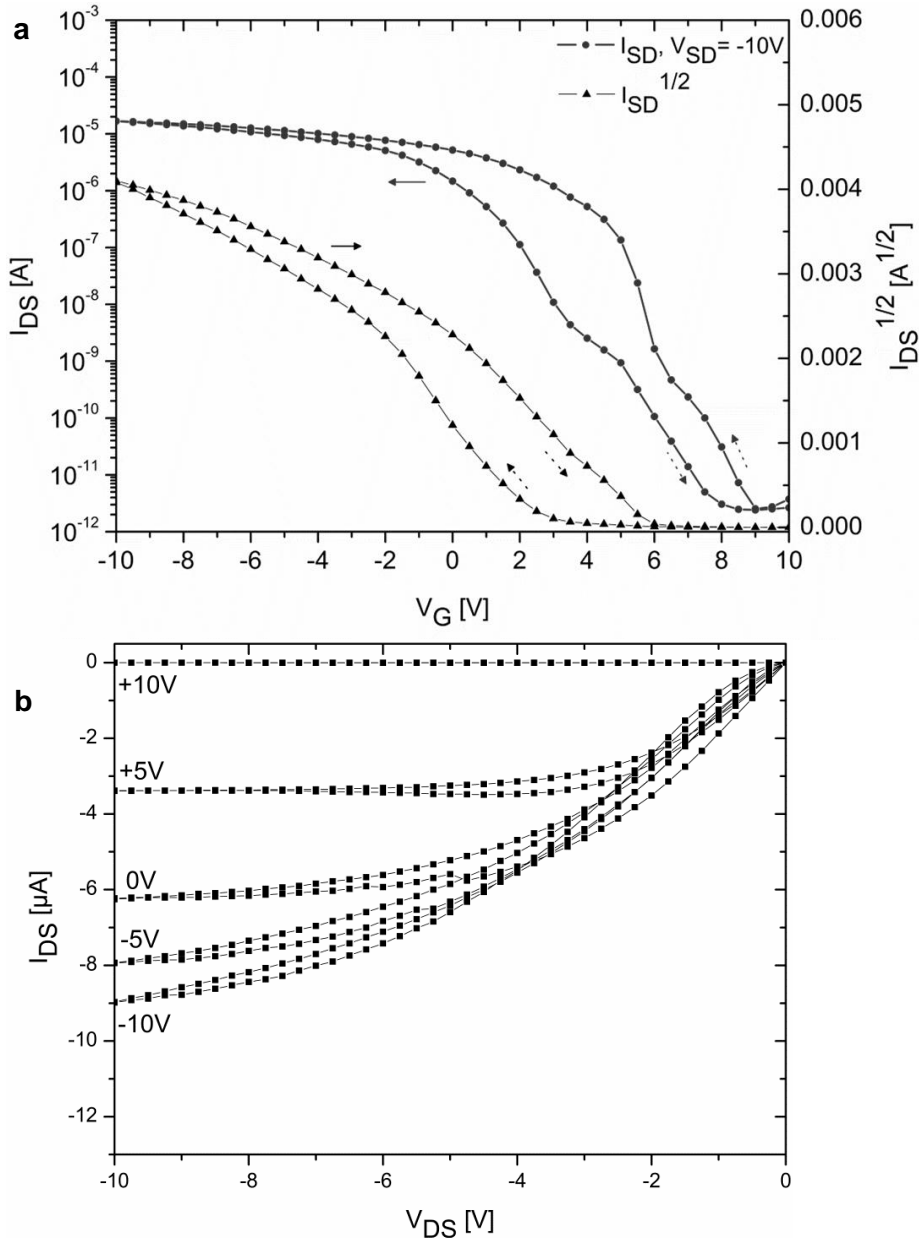 a
I_SD, V_SD = -10V
I_SD^1/2
10^-3
10^-4
10^-5
10^-6
10^-7
10^-8
10^-9
10^-10
10^-11
10^-12
I_DS [A]
0.006
0.005
0.004
0.003
0.002
0.001
0.000
I_DS^1/2 [A^1/2]
-10 -8 -6 -4 -2 0 2 4 6 8 10
V_G [V]
b
0
-2
-4
-6
-8
-10
-12
I_DS [µA]
+10V
+5V
0V
-5V
-10V
-10 -8 -6 -4 -2 0
V_DS [V]